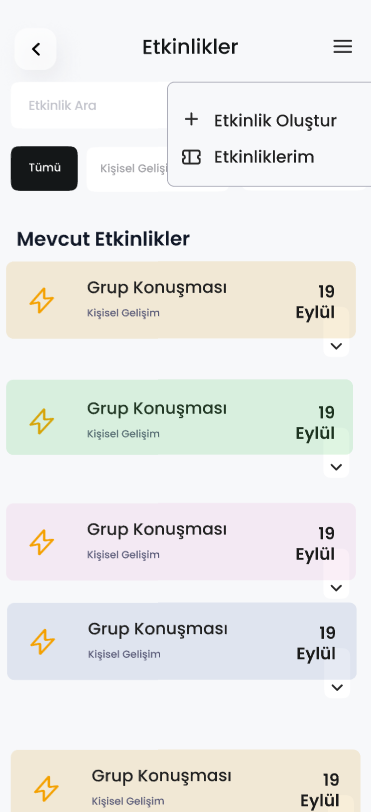 Etkinlikler
Etkinlik Ara
Etkinlik Oluştur
Etkinliklerim
Tümü
Kişisel Gelişi
Mevcut Etkinlikler
Grup Konuşması
Kişisel Gelişim
19
Eylül
Grup Konuşması
Kişisel Gelişim
19
Eylül
Grup Konuşması
Kişisel Gelişim
19
Eylül
Grup Konuşması
Kişisel Gelişim
19
Eylül
Grup Konuşması
Kişisel Gelişim
19
Eylül